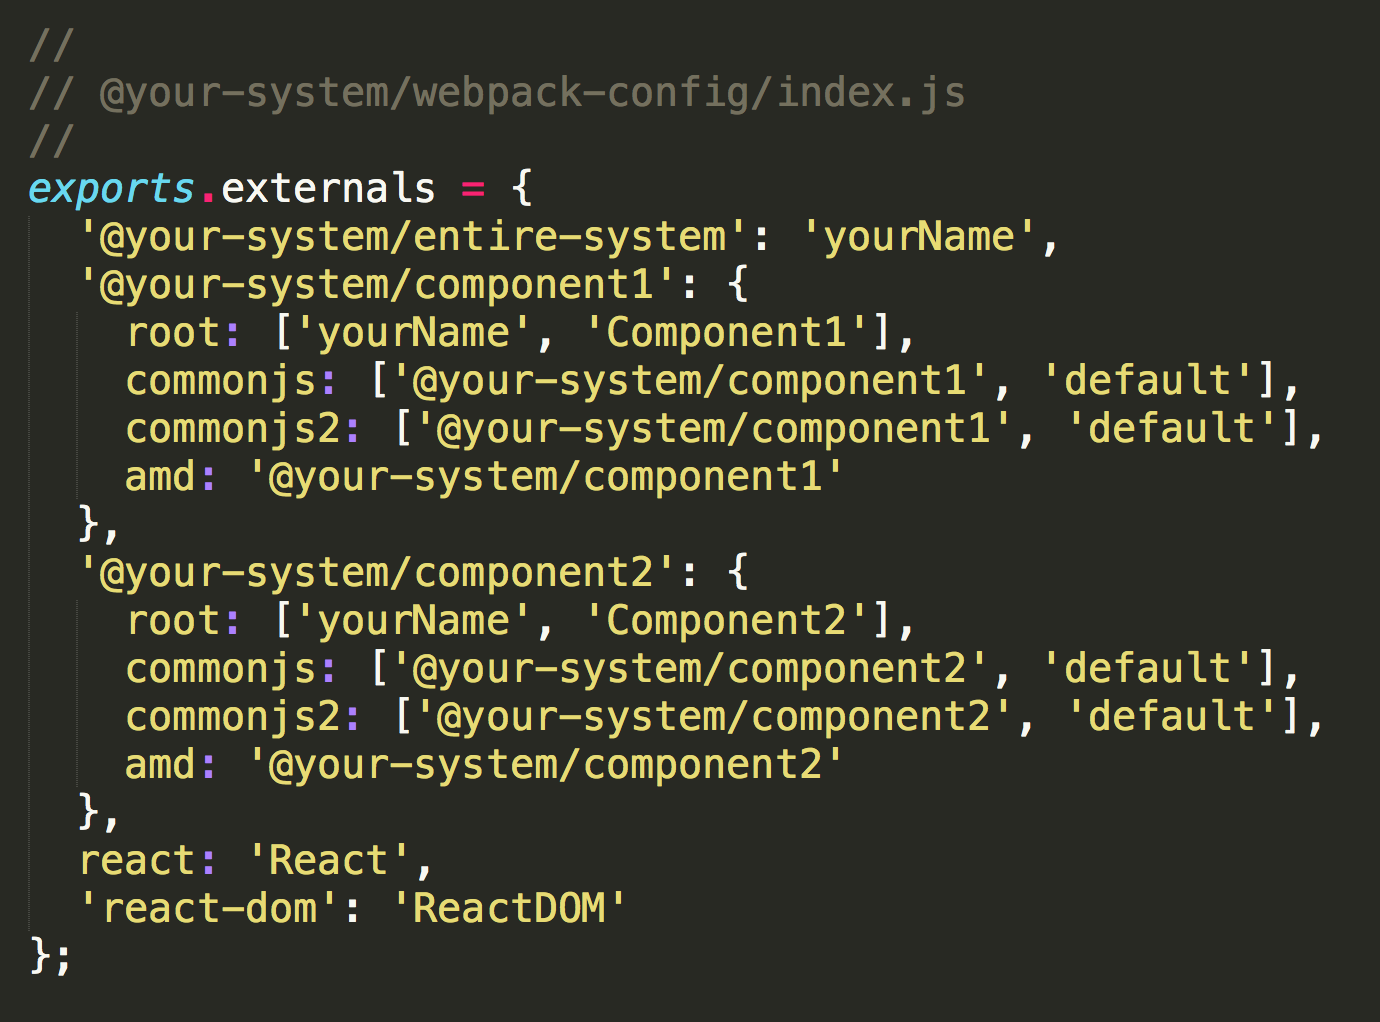 //
// @your-system/webpack-config/index.js
//
exports.externals = {
  '@your-system/entire-system': 'yourName',
  '@your-system/component1': {
    root: ['yourName', 'Component1'],
    commonjs: ['@your-system/component1', 'default'],
    commonjs2: ['@your-system/component1', 'default'],
    amd: '@your-system/component1'
  },
  '@your-system/component2': {
    root: ['yourName', 'Component2'],
    commonjs: ['@your-system/component2', 'default'],
    commonjs2: ['@your-system/component2', 'default'],
    amd: '@your-system/component2'
  },
  react: 'React',
  'react-dom': 'ReactDOM'
};